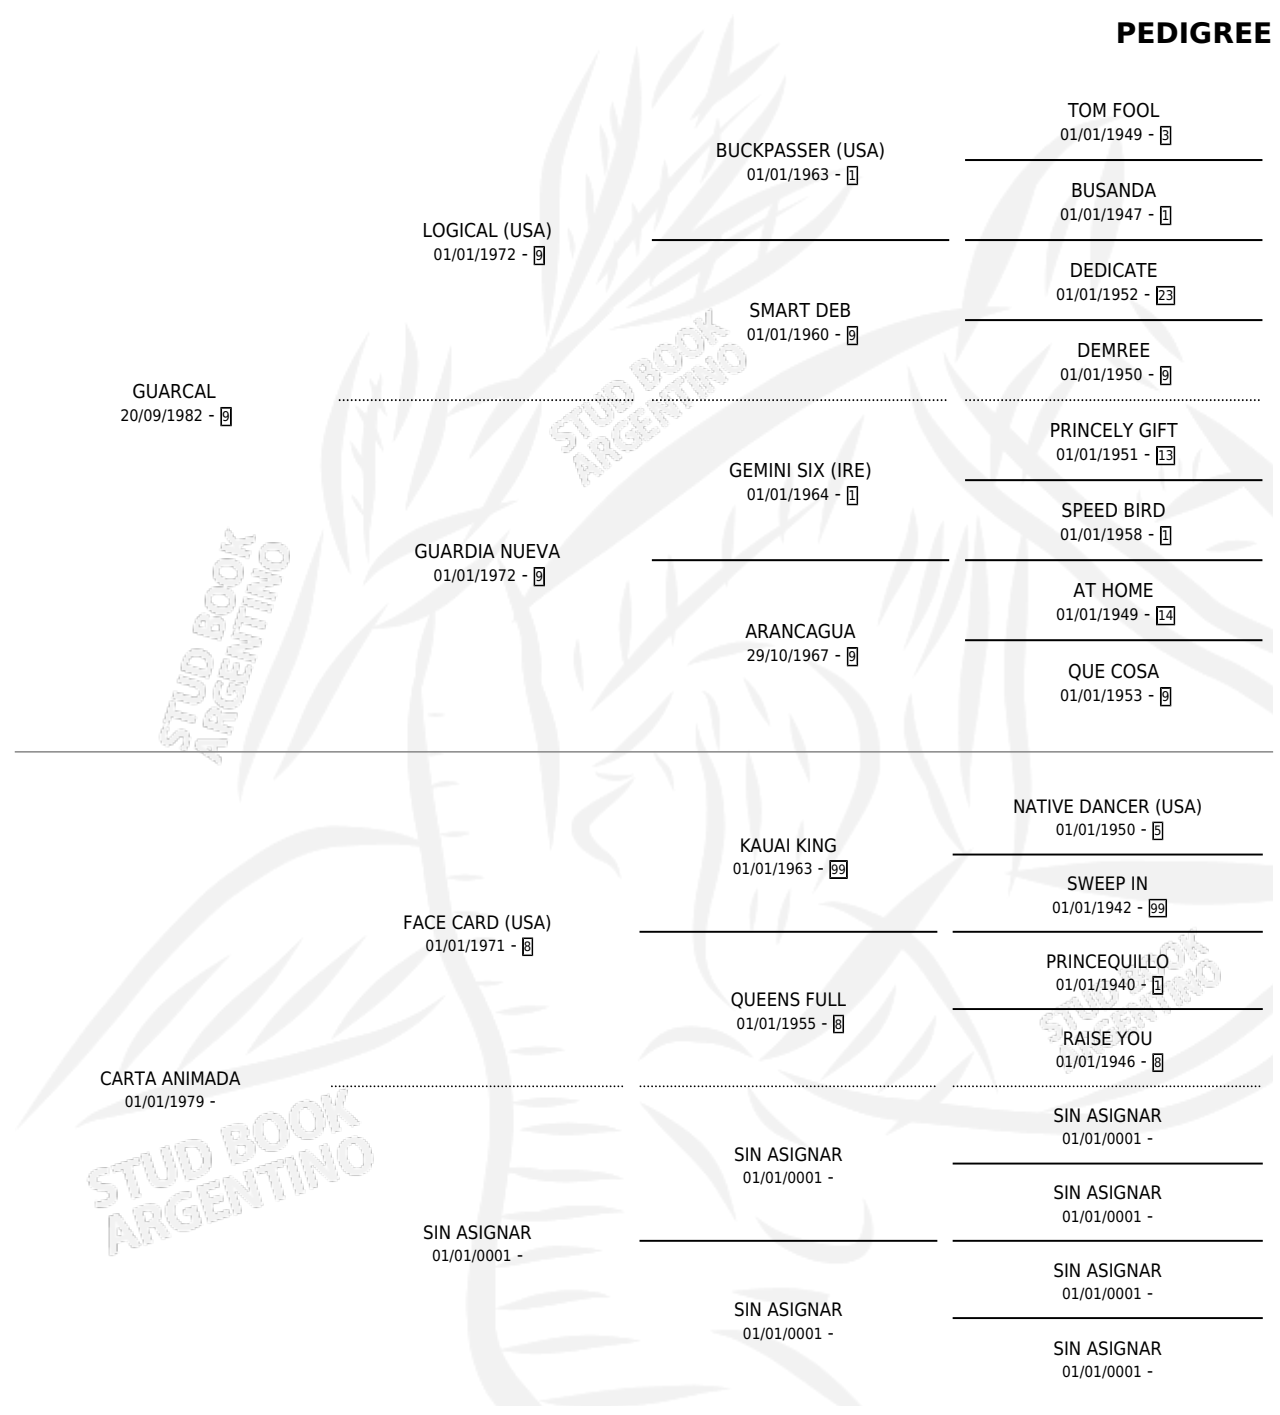 PEDIGREE
TOM FOOL
01/01/1949 - 3
BUCKPASSER (USA)
01/01/1963 - 1
BUSANDA
01/01/1947 - 1
LOGICAL (USA)
01/01/1972 - 9
DEDICATE
01/01/1952 - 23
SMART DEB
01/01/1960 - 9
DEMREE
01/01/1950 - 9
GUARCAL
20/09/1982 - 9
PRINCELY GIFT
01/01/1951 - 13
GEMINI SIX (IRE)
01/01/1964 - 1
SPEED BIRD
01/01/1958 - 1
GUARDIA NUEVA
01/01/1972 - 9
AT HOME
01/01/1949 - 14
ARANCAGUA
29/10/1967 - 9
QUE COSA
01/01/1953 - 9
NATIVE DANCER (USA)
01/01/1950 - 5
KAUAI KING
01/01/1963 - 99
SWEEP IN
01/01/1942 - 99
FACE CARD (USA)
01/01/1971 - 8
PRINCEQUILLO
01/01/1940 - 1
QUEENS FULL
01/01/1955 - 8
RAISE YOU
01/01/1946 - 8
CARTA ANIMADA
01/01/1979 -
SIN ASIGNAR
01/01/0001 -
SIN ASIGNAR
01/01/0001 -
SIN ASIGNAR
01/01/0001 -
SIN ASIGNAR
01/01/0001 -
SIN ASIGNAR
01/01/0001 -
SIN ASIGNAR
01/01/0001 -
SIN ASIGNAR
01/01/0001 -
STUD BOOK
ARGENTINO
STUD BOOK
ARGENTINO
STUD BOOK
ARGENTINO
STUD BOOK
ARGENTINO